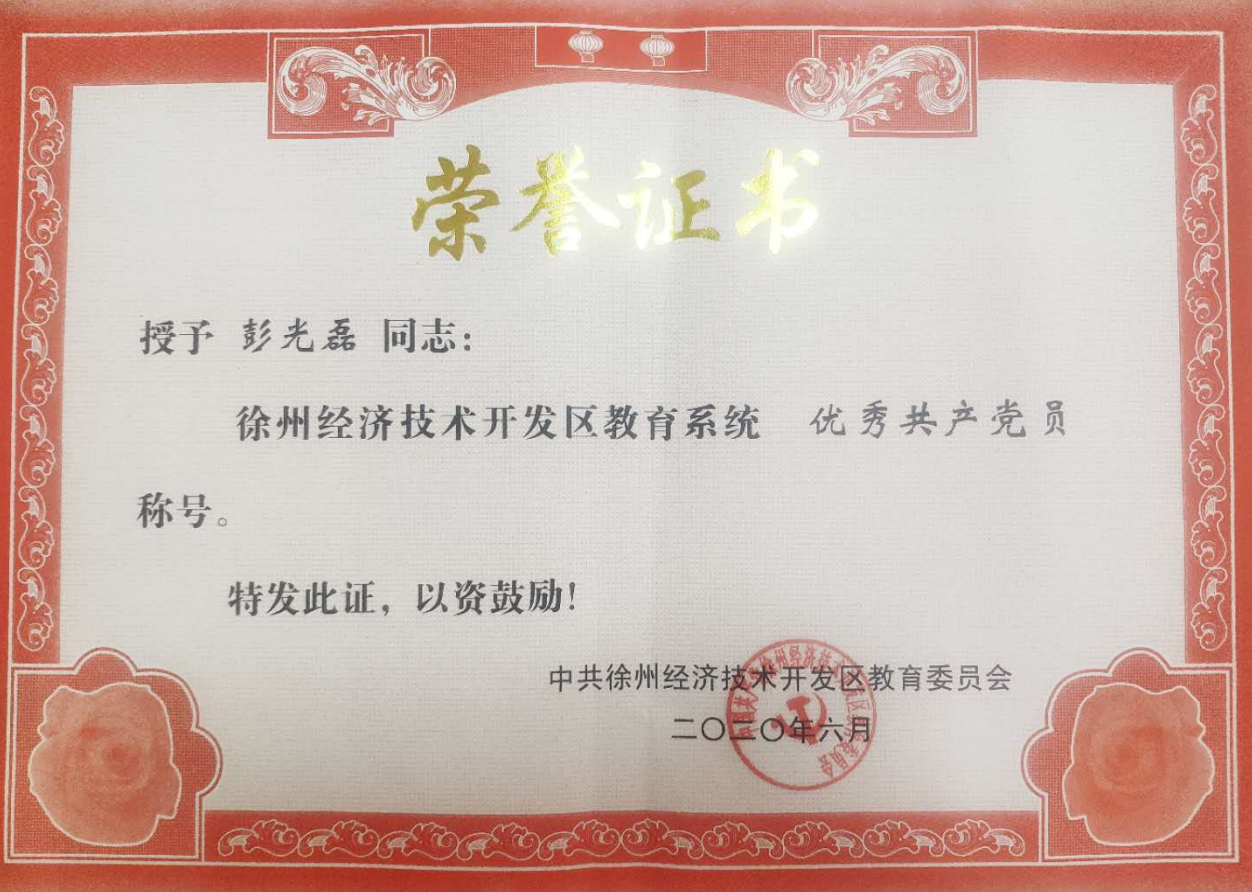 荣誉证书
授予 彭光磊 同志：
徐州经济技术开发区教育系统 优秀共产党员
称号。
特发此证，以资鼓励！
中共徐州经济技术开发区教育委员会
二〇二〇年六月